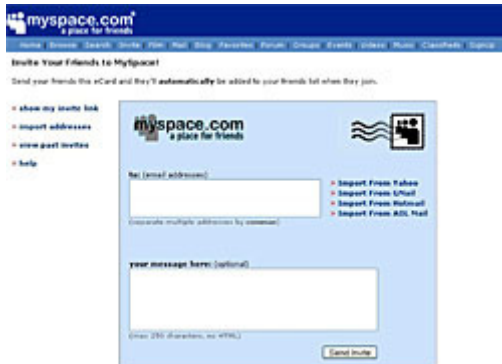 myspace.com
a place for friends
Home | Browse | Search | Invite | Film | Mail | Blog | Favorites | Forum | Groups | Events | Videos | Music | Classifieds | Signup
Invite Your Friends to MySpace!
Send your friends this eCard and they'll automatically be added to your friends list when they join.
» show my invite link
» import addresses
» view past invites
» help
myspace.com
a place for friends
to: (email addresses)
» Import From Yahoo
» Import From GMail
» Import From Hotmail
» Import From AOL Mail
(separate multiple addresses by commas)
your message here: (optional)
(max 250 characters, no HTML)
Send Invite